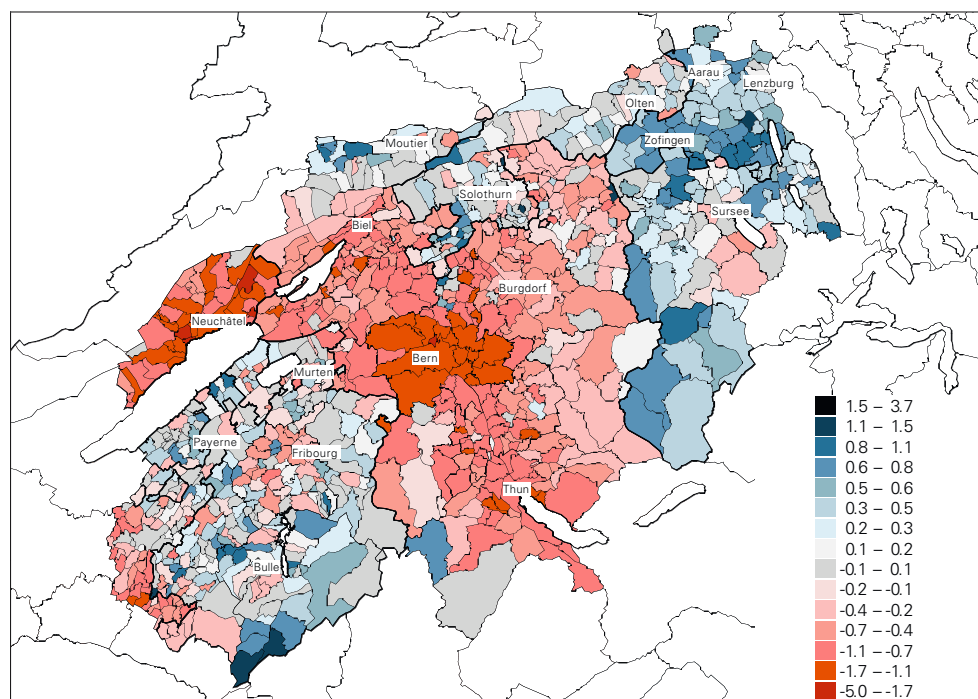 Aarau
Lenzburg
Olten
Moutier
Zofingen
Solothurn
Sursee
Biel
Burgdorf
Neuchâtel
Bern
Murten
Payerne
Fribourg
Thun
Bulle
1.5 – 3.7
1.1 – 1.5
0.8 – 1.1
0.6 – 0.8
0.5 – 0.6
0.3 – 0.5
0.2 – 0.3
0.1 – 0.2
-0.1 – 0.1
-0.2 – -0.1
-0.4 – -0.2
-0.7 – -0.4
-1.1 – -0.7
-1.7 – -1.1
-5.0 – -1.7